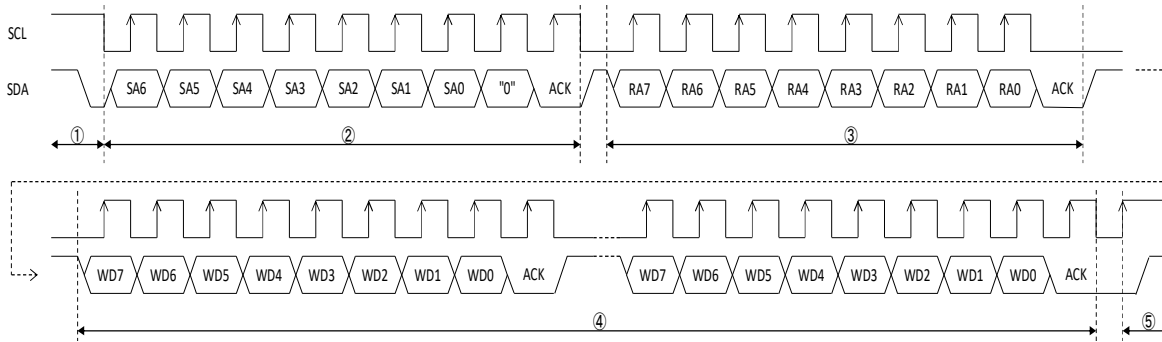 SCL
SDA SA6 SA5 SA4 SA3 SA2 SA1 SA0 "0" ACK RA7 RA6 RA5 RA4 RA3 RA2 RA1 RA0 ACK
① ② ③
WD7 WD6 WD5 WD4 WD3 WD2 WD1 WD0 ACK WD7 WD6 WD5 WD4 WD3 WD2 WD1 WD0 ACK
④ ⑤